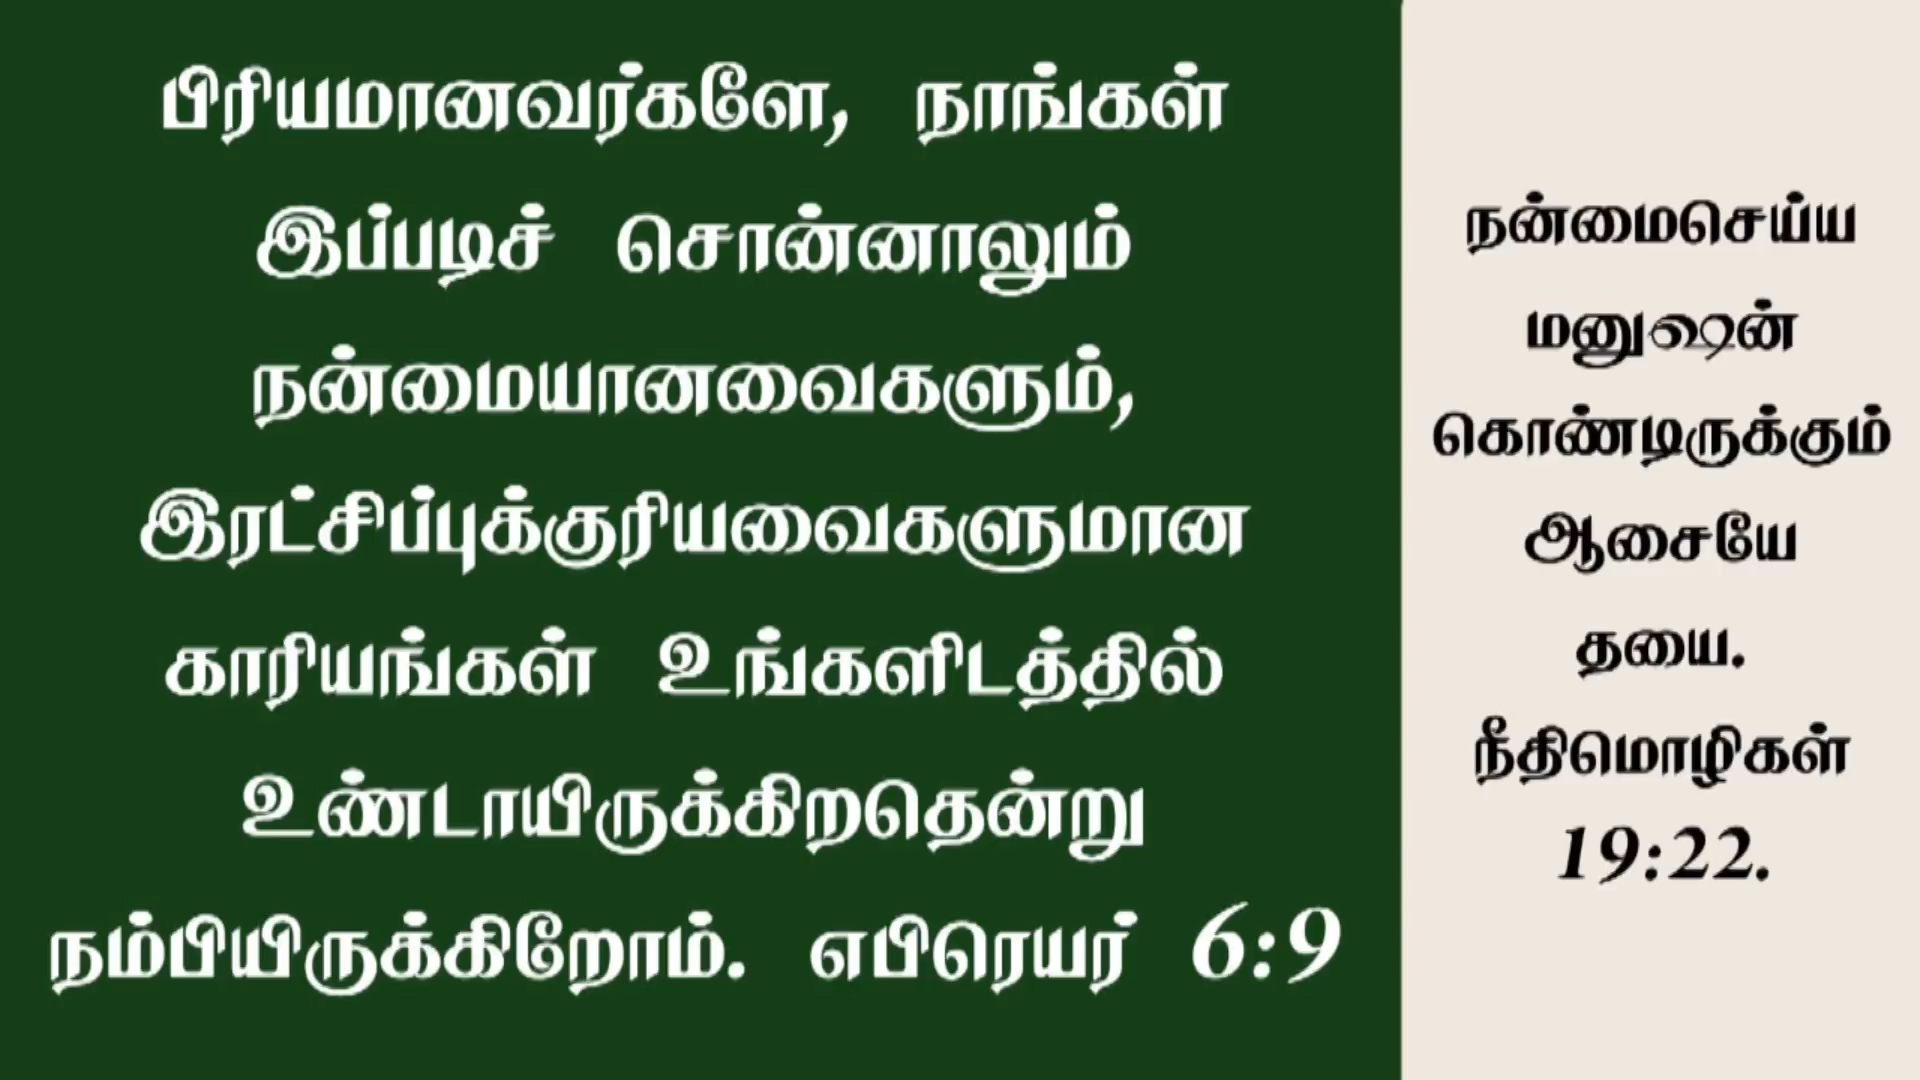 பிரியமானவர்களே, நாங்கள்
இப்படிச் சொன்னாலும்
நன்மையானவைகளும்,
இரட்சிப்புக்குரியவைகளுமான
காரியங்கள் உங்களிடத்தில்
உண்டாயிருக்கிறதென்று
நம்பியிருக்கிறோம். எபிரெயர் 6:9
நன்மைசெய்ய
மனுஷன்
கொண்டிருக்கும்
ஆசையே
தயை.
நீதிமொழிகள்
19:22.